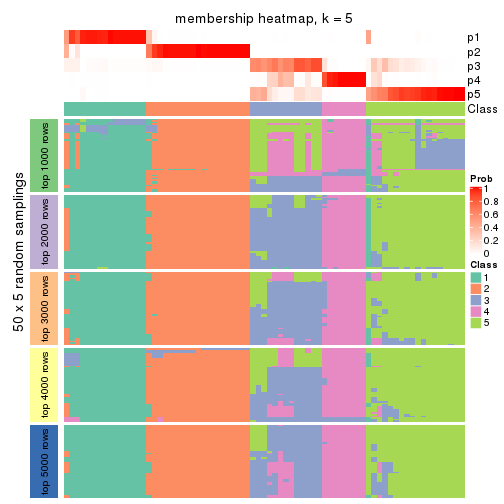 membership heatmap, k = 5
p1
p2
p3
p4
p5
Class
50 x 5 random samplings
top 1000 rows
top 2000 rows
top 3000 rows
top 4000 rows
top 5000 rows
Prob
1
0.8
0.6
0.4
0.2
0
Class
1
2
3
4
5